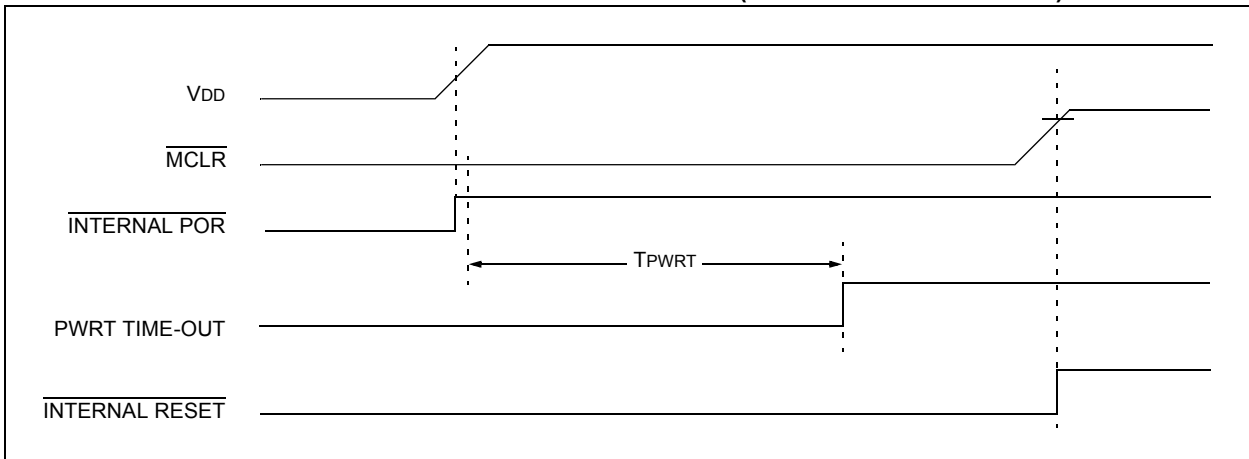 VDD
MCLR
INTERNAL POR
TPWRT
PWRT TIME-OUT
INTERNAL RESET